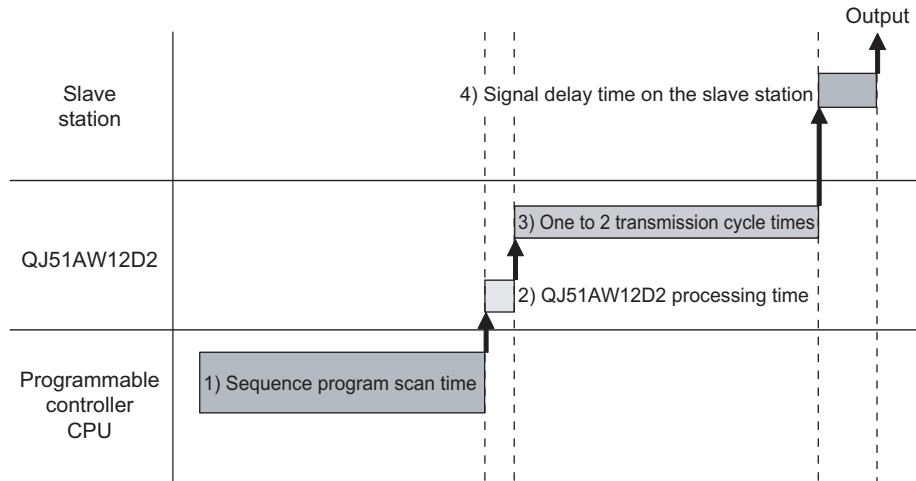 Output
Slave
station
4) Signal delay time on the slave station
QJ51AW12D2
3) One to 2 transmission cycle times
2) QJ51AW12D2 processing time
Programmable
controller
CPU
1) Sequence program scan time